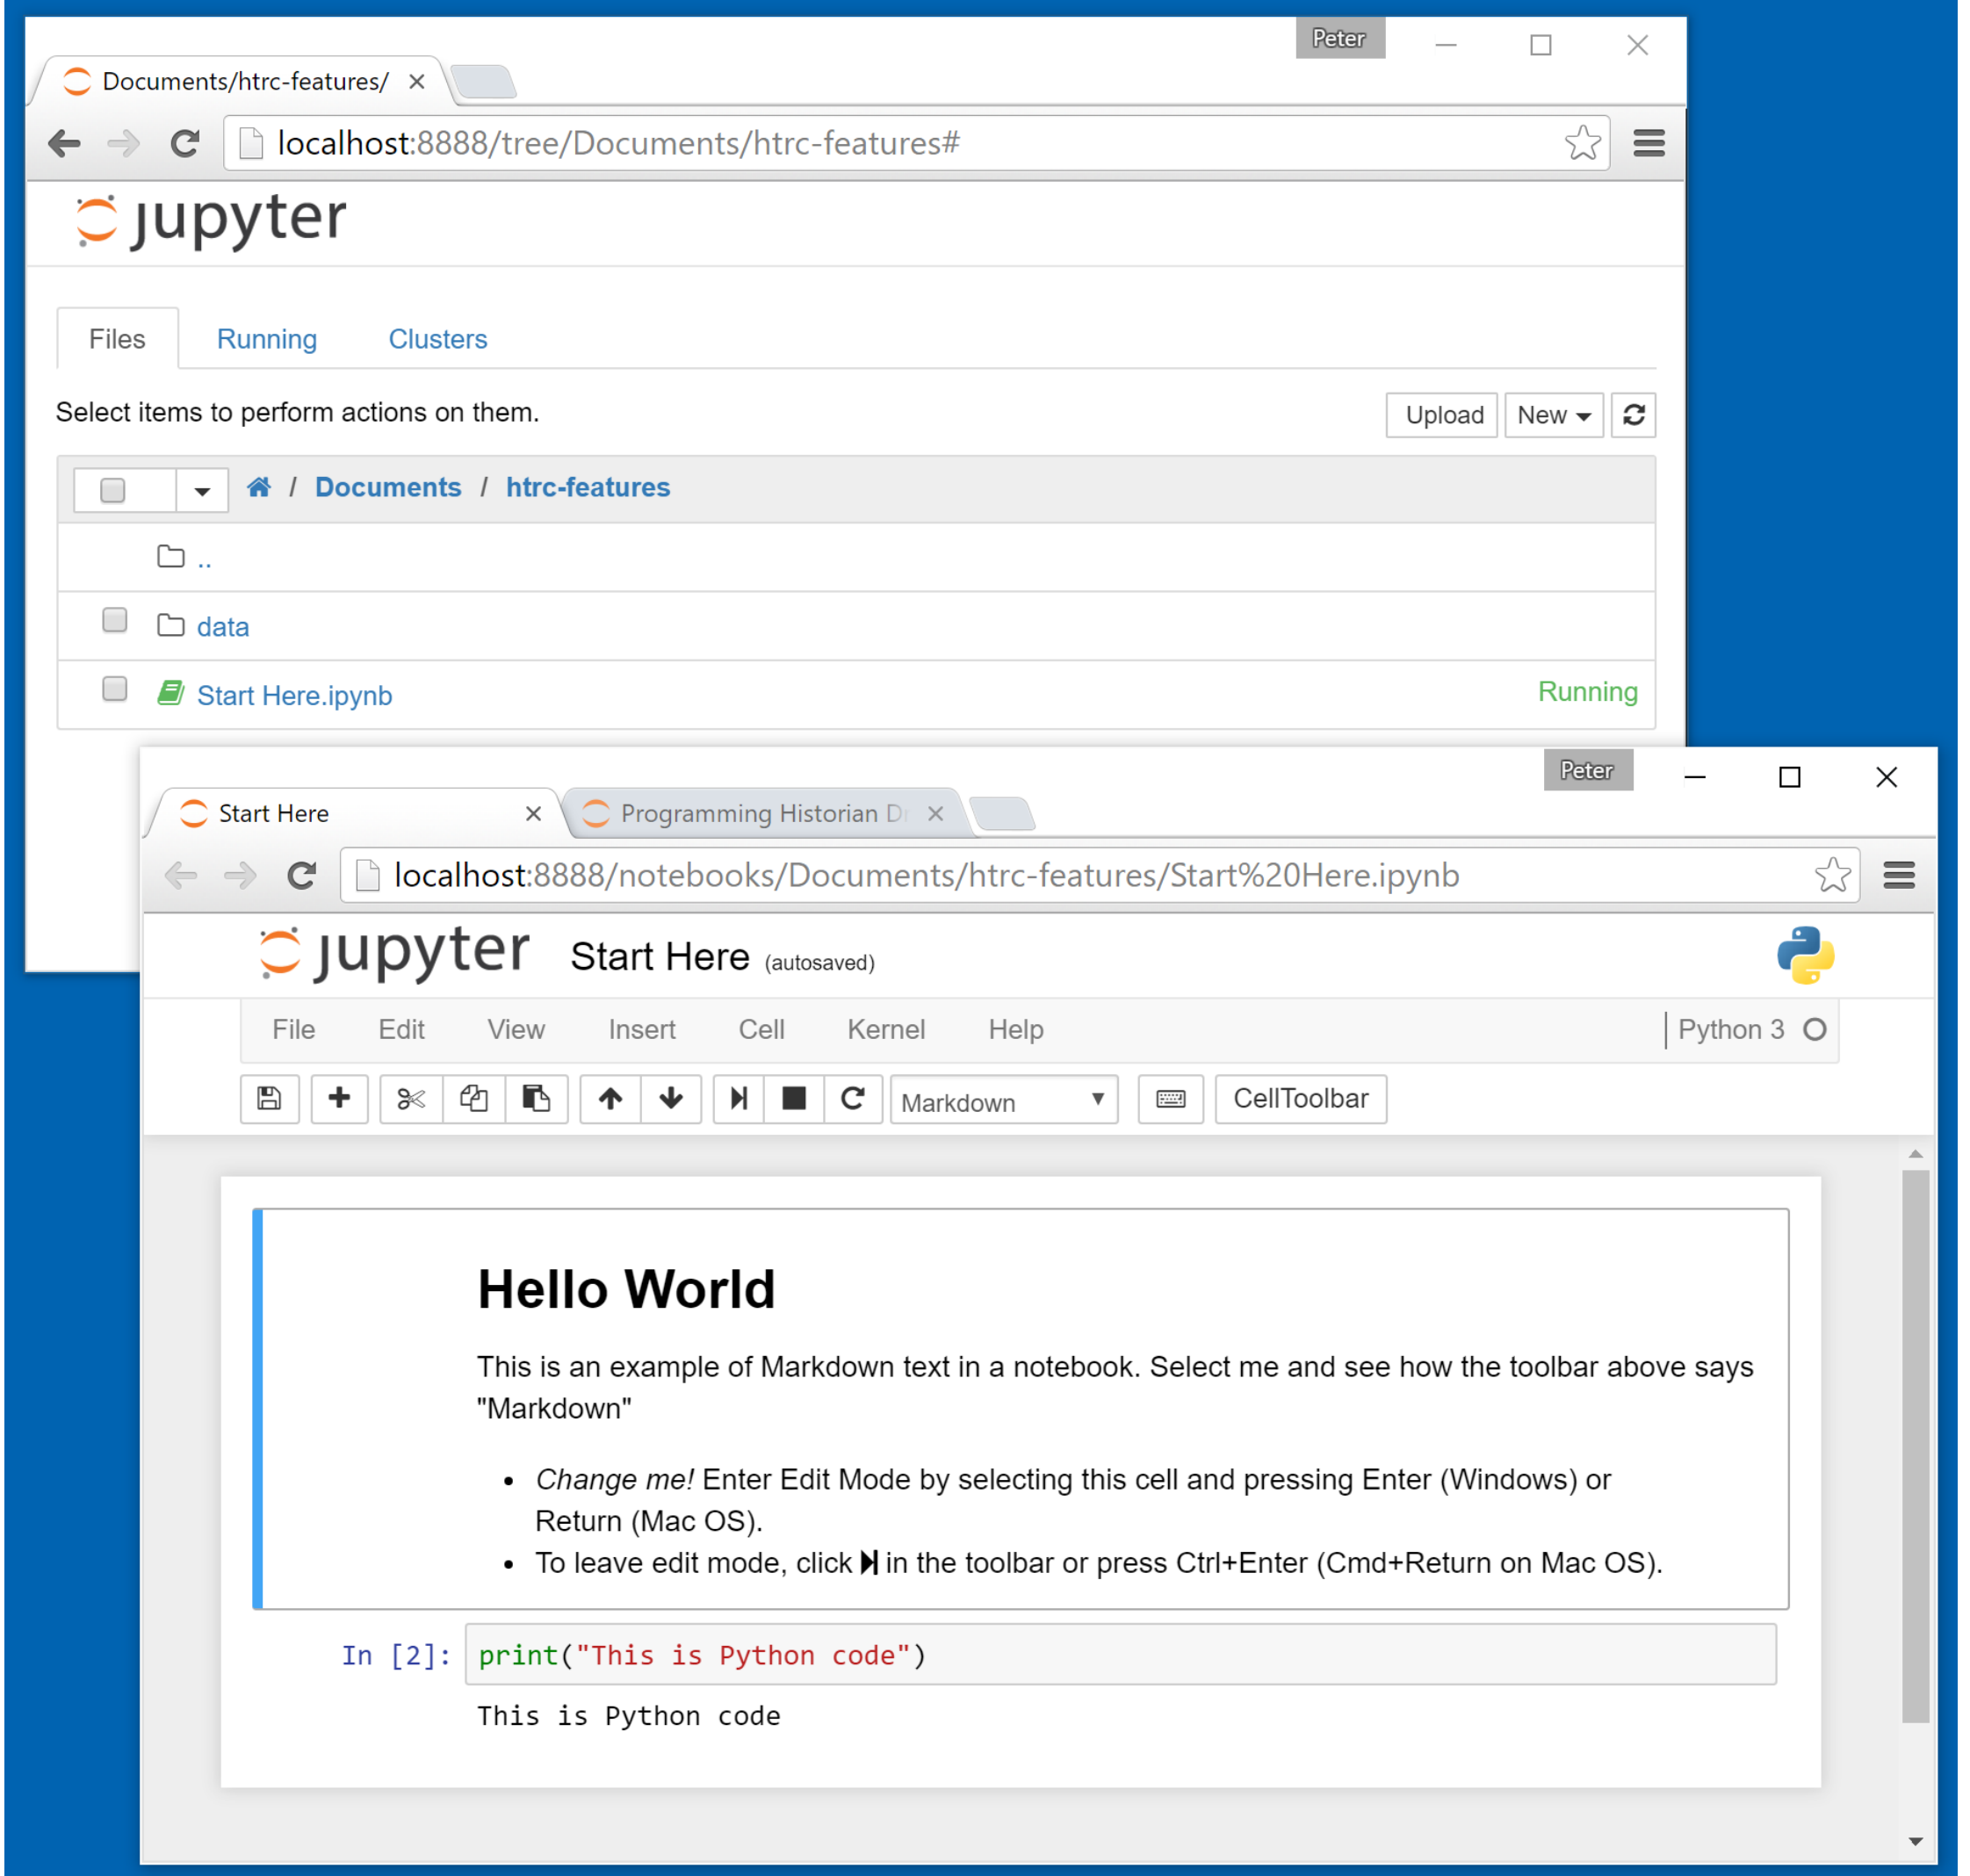 Peter
Documents/htrc-features/
localhost:8888/tree/Documents/htrc-features#
jupyter
Files Running Clusters
Select items to perform actions on them.
Upload New
/ Documents / htrc-features
..
data
Start Here.ipynb Running
Peter
Start Here Programming Historian
localhost:8888/notebooks/Documents/htrc-features/Start%20Here.ipynb
jupyter Start Here (autosaved)
File Edit View Insert Cell Kernel Help Python 3
Markdown CellToolbar
Hello World
This is an example of Markdown text in a notebook. Select me and see how the toolbar above says
"Markdown"
• Change me! Enter Edit Mode by selecting this cell and pressing Enter (Windows) or
Return (Mac OS).
• To leave edit mode, click in the toolbar or press Ctrl+Enter (Cmd+Return on Mac OS).
In [2]: print("This is Python code")
This is Python code